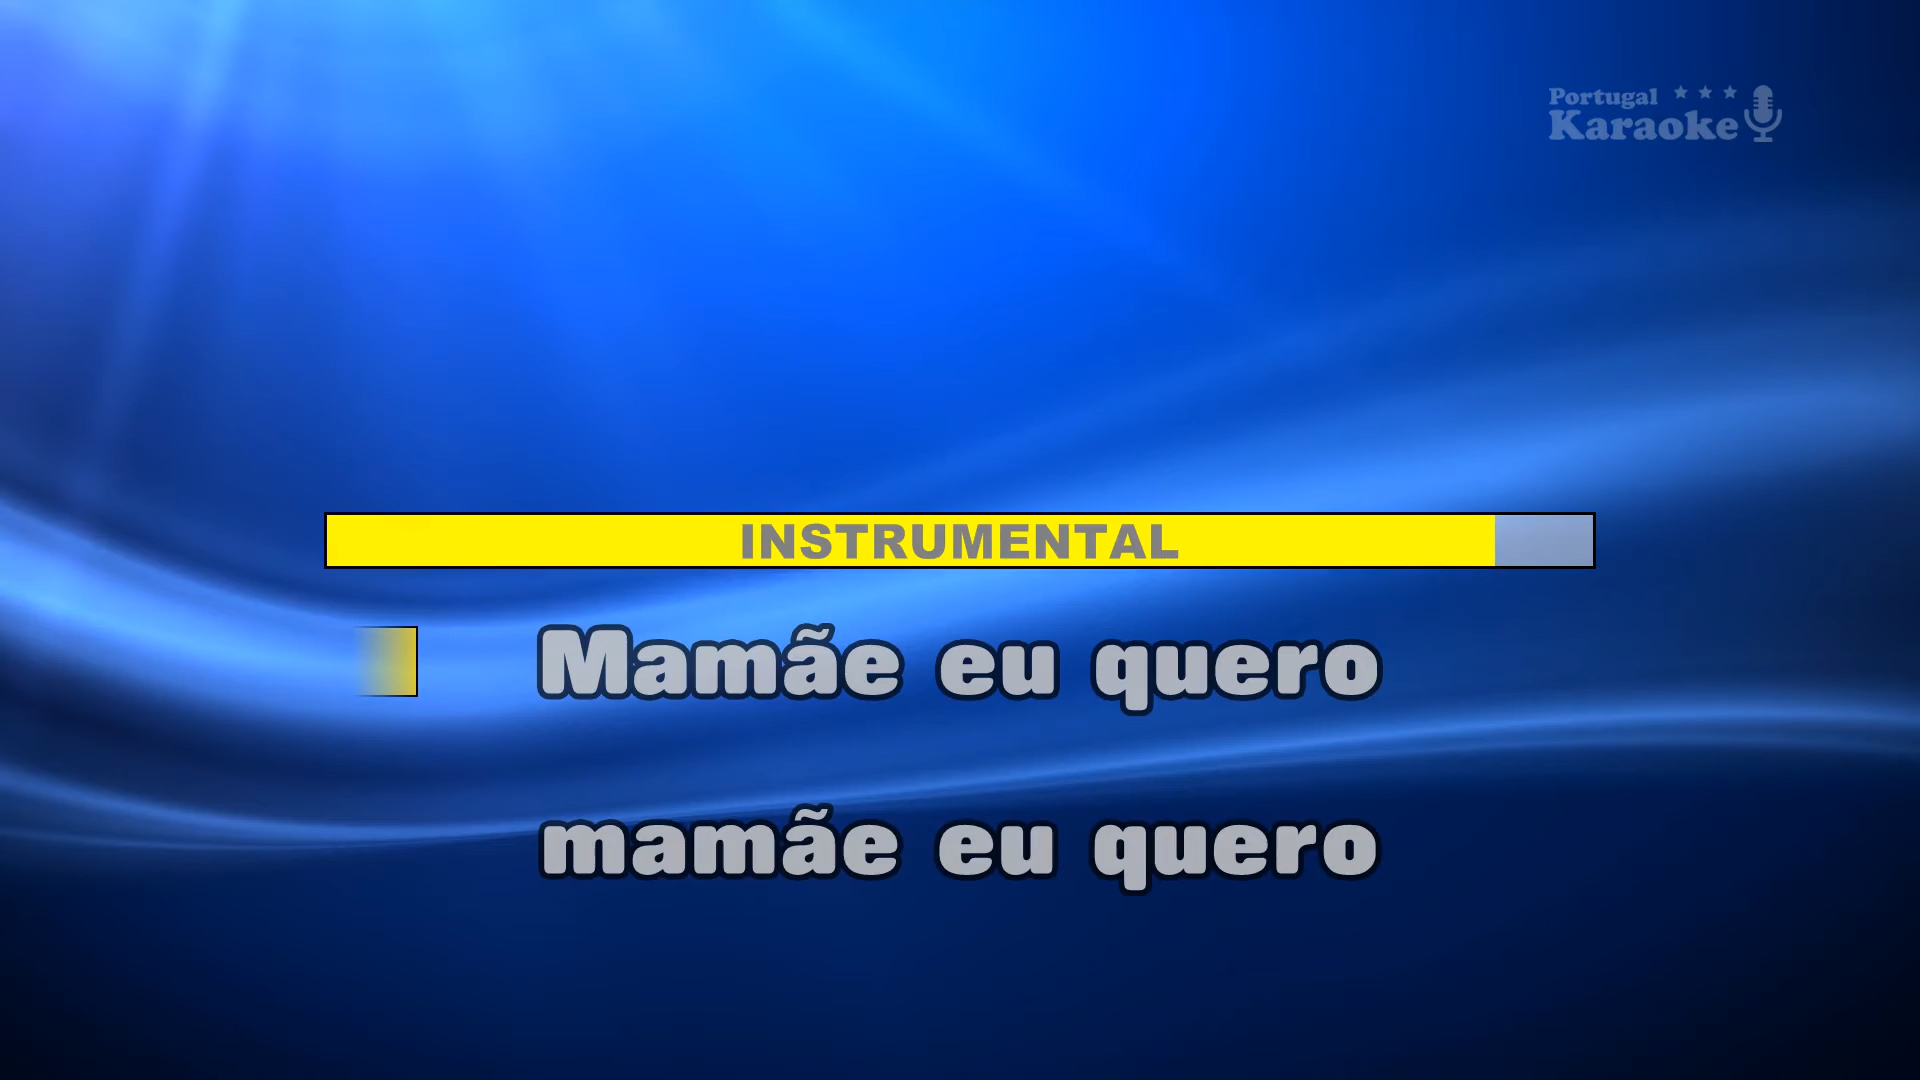 Portugal
Karaoke
INSTRUMENTAL
Mamãe eu quero
mamãe eu quero